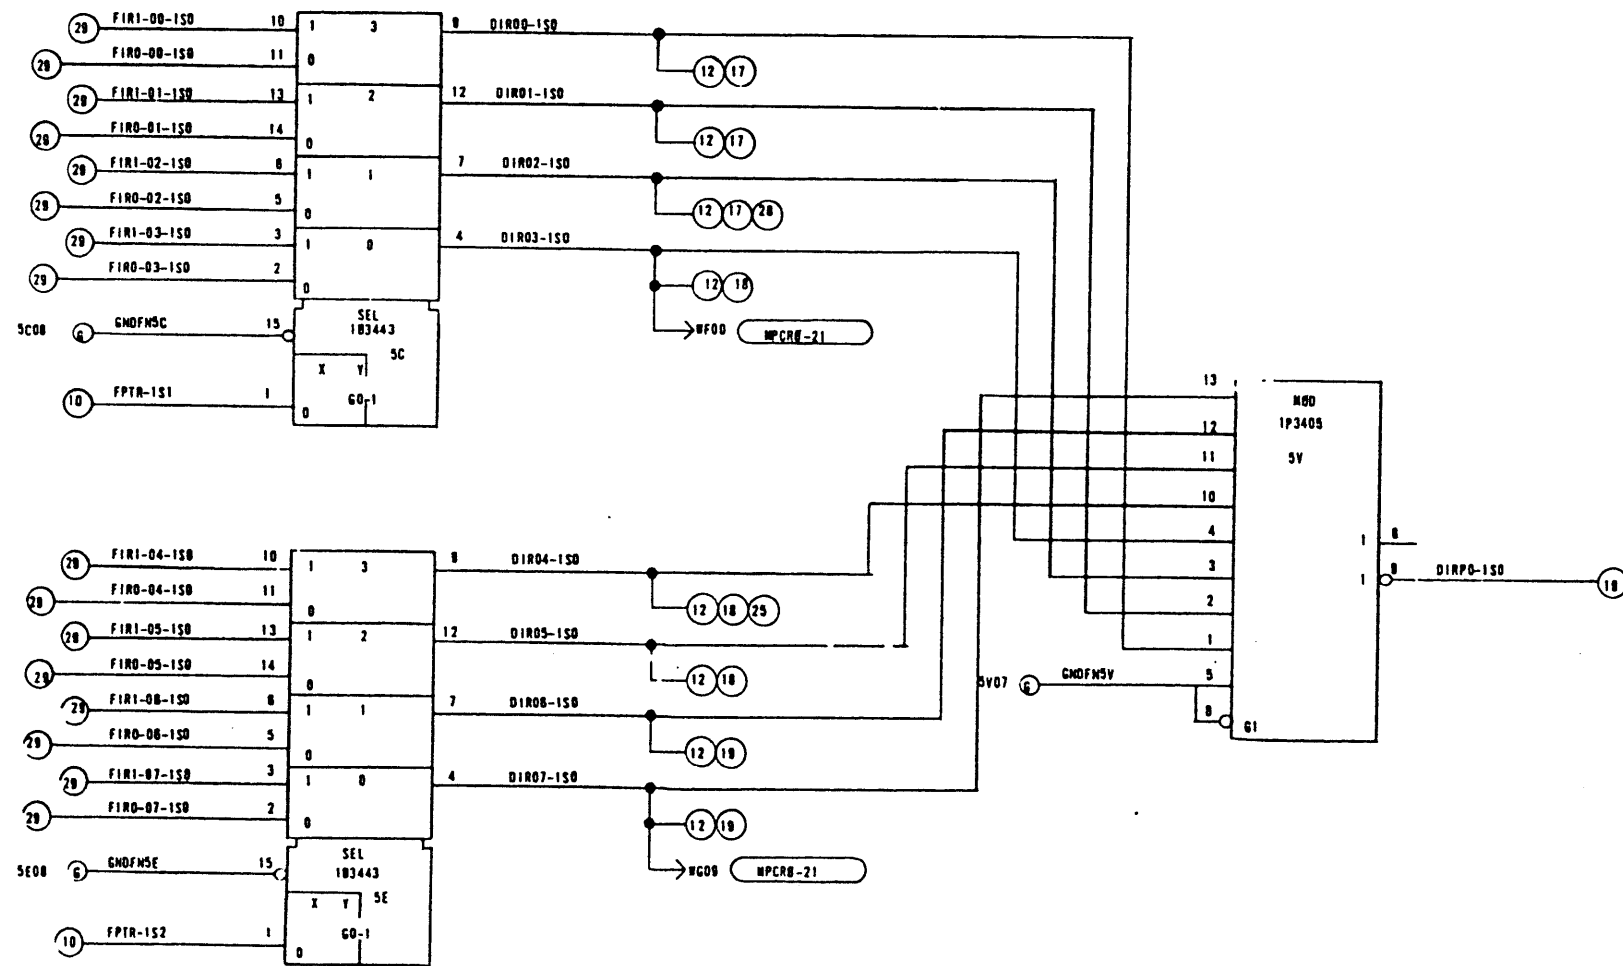 29 FIR1-00-1S0 10 1 3 9 DIR00-1S0
29 FIR0-00-1S0 11 0
12 17
29 FIR1-01-1S0 13 1 2 12 DIR01-1S0
29 FIR0-01-1S0 14 0
12 17
29 FIR1-02-1S0 6 1 1 7 DIR02-1S0
29 FIR0-02-1S0 5 0
12 17 28
29 FIR1-03-1S0 3 1 0 4 DIR03-1S0
29 FIR0-03-1S0 2 0
12 18
SEL
5C08 G GNDFN5C 15 1B3443
WF00 MPCR8-21
5C
X Y
10 FPTR-1S1 1 0 G0-1
13
MOD
12 1P3405
11 5V
10
4
3
2
1
5V07 G GNDFN5V 5
8 G1
1 6
1 9 DIRP0-1S0 19
29 FIR1-04-1S0 10 1 3 9 DIR04-1S0
29 FIR0-04-1S0 11 0
12 18 25
29 FIR1-05-1S0 13 1 2 12 DIR05-1S0
29 FIR0-05-1S0 14 0
12 18
29 FIR1-06-1S0 6 1 1 7 DIR06-1S0
29 FIR0-06-1S0 5 0
12 19
29 FIR1-07-1S0 3 1 0 4 DIR07-1S0
29 FIR0-07-1S0 2 0
12 19
SEL
5E08 G GNDFN5E 15 1B3443
WG09 MPCR8-21
5E
X Y
10 FPTR-1S2 1 0 G0-1